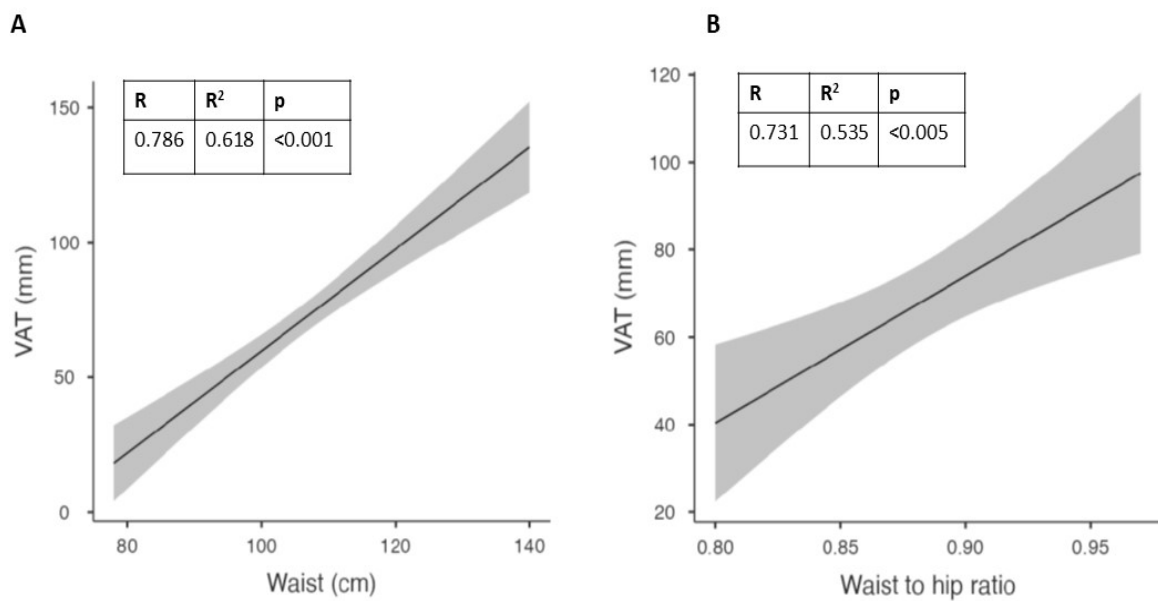 A
R R² p
0.786 0.618 <0.001
150
100
50
0
80 100 120 140
VAT (mm)
Waist (cm)
B
R R² p
0.731 0.535 <0.005
120
100
80
60
40
20
0.80 0.85 0.90 0.95
VAT (mm)
Waist to hip ratio